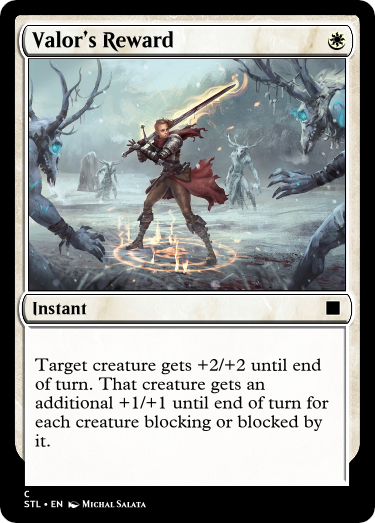 Valor's Reward
Instant
Target creature gets +2/+2 until end
of turn. That creature gets an
additional +1/+1 until end of turn for
each creature blocking or blocked by
it.
C
STL • EN Michal Salata